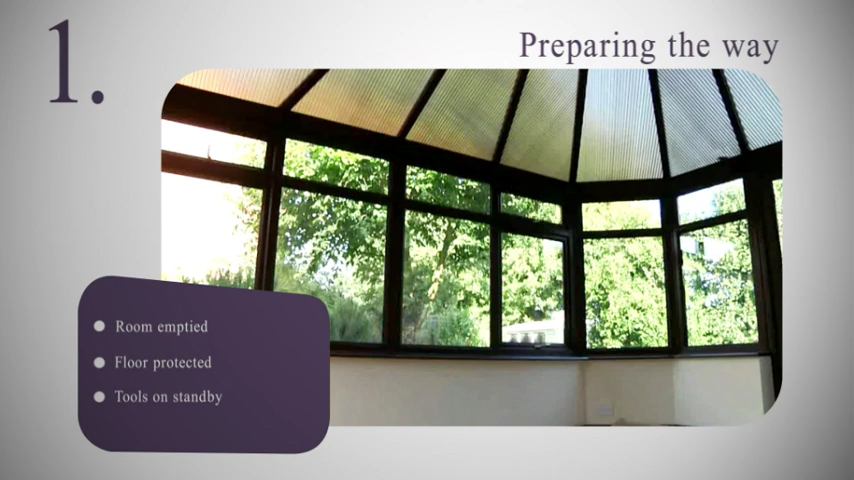 1.
Preparing the way
Room emptied
Floor protected
Tools on standby